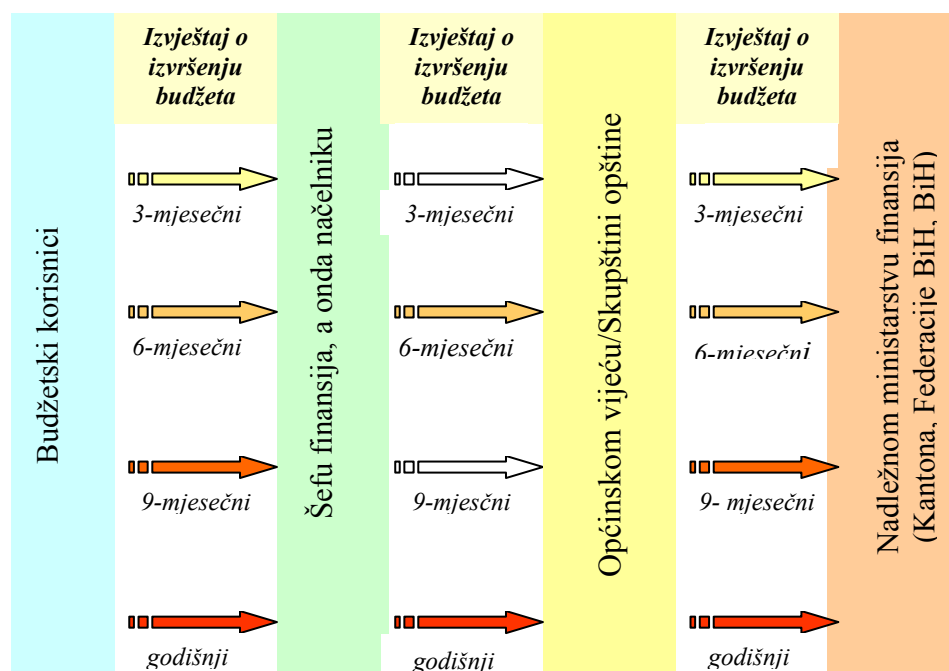 Budžetski korisnici
Izvještaj o
izvršenju
budžeta
3-mjesečni
6-mjesečni
9-mjesečni
godišnji
Šefu finansija, a onda načelniku
Izvještaj o
izvršenju
budžeta
3-mjesečni
6-mjesečni
9-mjesčni
godišnji
Općinskom vijeću/Skupštini opštine
Izvještaj o
izvršenju
budžeta
3-mjesečni
6-mjesečni
9- mjesečni
godišnji
Nadležnom ministarstvu finansija
(Kantona, Federacije BiH, BiH)